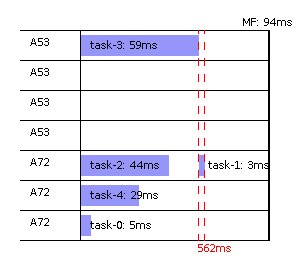 MF: 94ms
A53 task-3: 59ms
A53
A53
A53
A72 task-2: 44ms task-1: 3ms
A72 task-4: 29ms
A72 task-0: 5ms
562ms